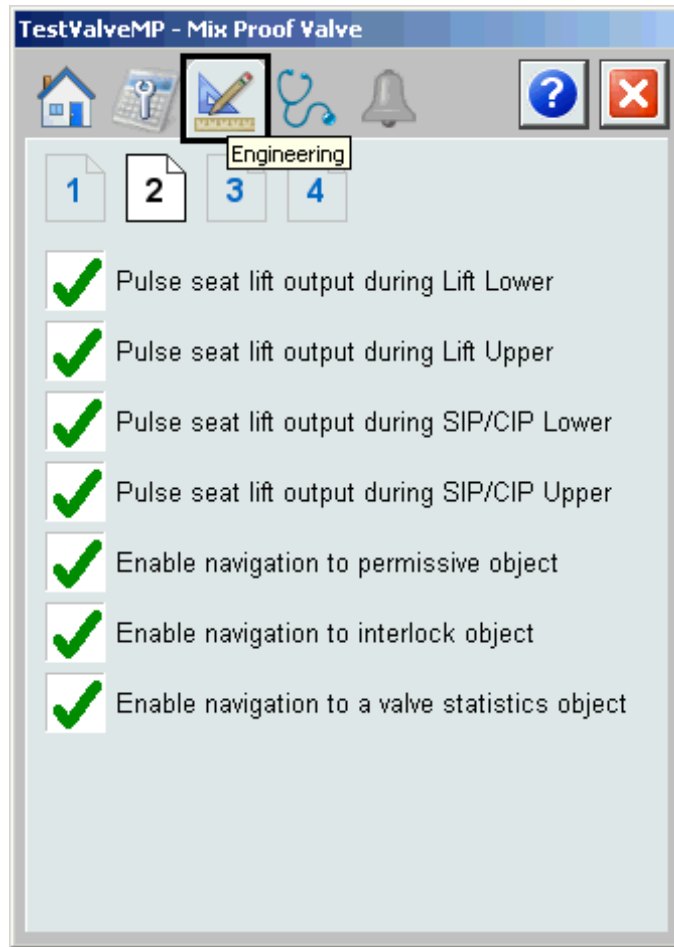 TestValveMP - Mix Proof Valve
?
Engineering
1 2 3 4
Pulse seat lift output during Lift Lower
Pulse seat lift output during Lift Upper
Pulse seat lift output during SIP/CIP Lower
Pulse seat lift output during SIP/CIP Upper
Enable navigation to permissive object
Enable navigation to interlock object
Enable navigation to a valve statistics object